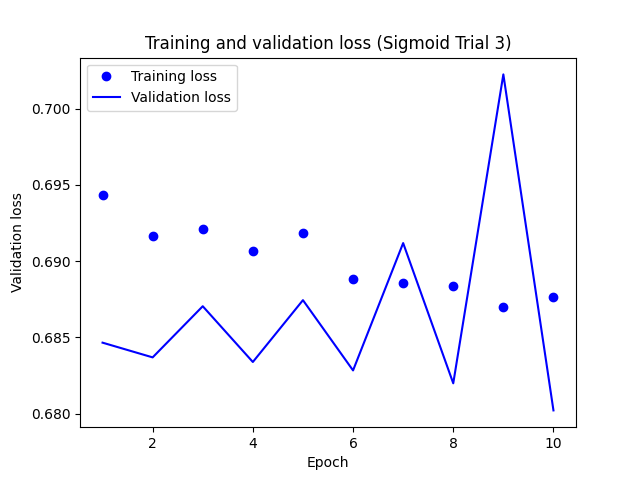 Training and validation loss (Sigmoid Trial 3)
Training loss
Validation loss
0.700
0.695
0.690
0.685
0.680
Validation loss
2 4 6 8 10
Epoch